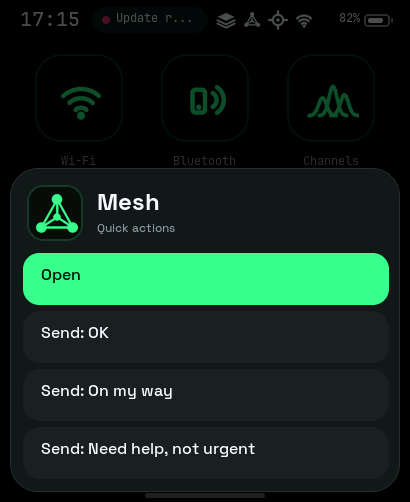 17:15 Update r... 82%
Wi-Fi Bluetooth Channels
Mesh
Quick actions
Open
Send: OK
Send: On my way
Send: Need help, not urgent